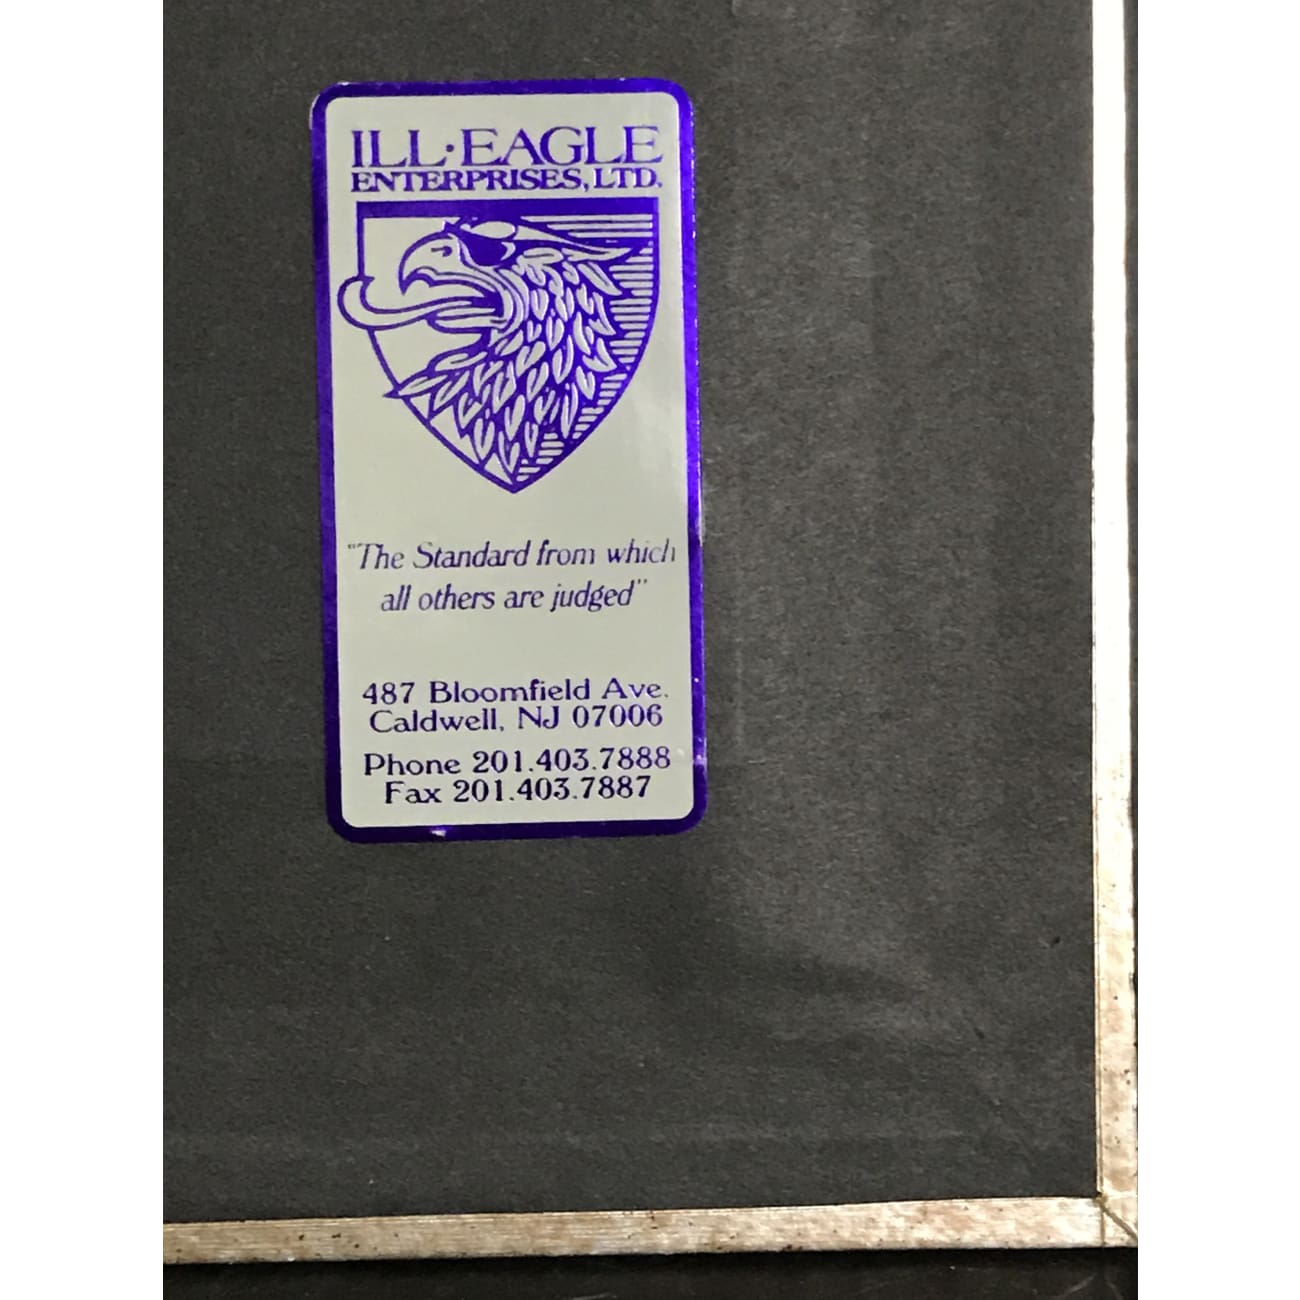 ILL·EAGLE
ENTERPRISES, LTD.
"The Standard from which
all others are judged"
487 Bloomfield Ave.
Caldwell, NJ 07006
Phone 201.403.7888
Fax 201.403.7887